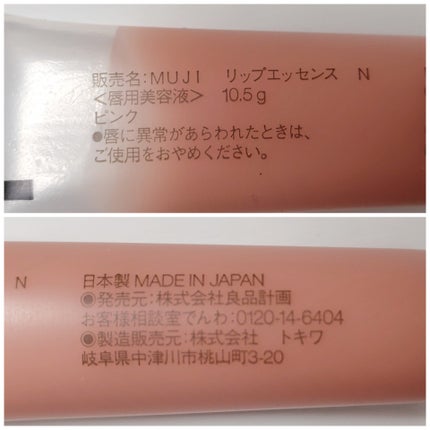 販売名:MUJI リップエッセンス N
<唇用美容液> 10.5g
ピンク
●唇に異常があらわれたときは、
ご使用をおやめください。
N
日本製 MADE IN JAPAN
◉発売元:株式会社良品計画
お客様相談室でんわ:0120-14-6404
◉製造販売元:株式会社 トキワ
岐阜県中津川市桃山町3-20